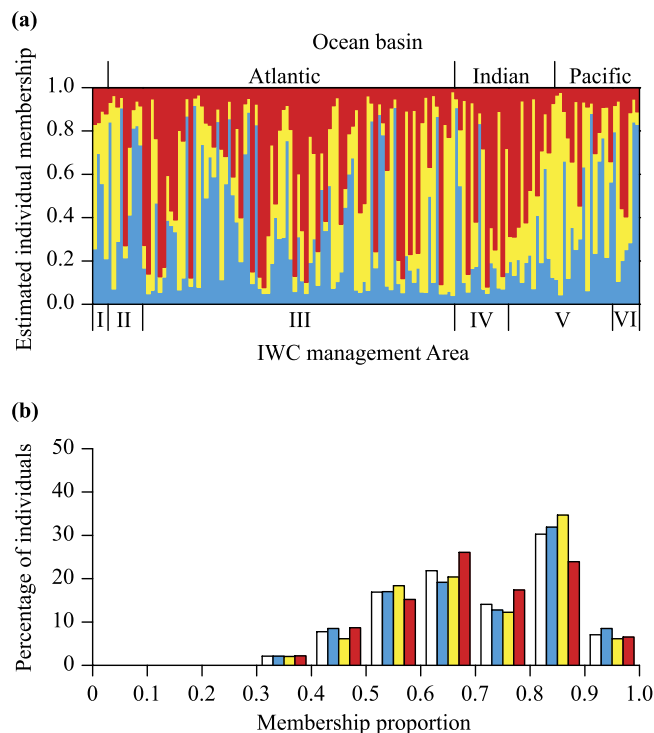 (a)
Ocean basin
Atlantic Indian Pacific
Estimated individual membership
1.0
0.8
0.6
0.4
0.2
0.0
I II III IV V VI
IWC management Area
(b)
Percentage of individuals
50
40
30
20
10
0
0 0.1 0.2 0.3 0.4 0.5 0.6 0.7 0.8 0.9 1.0
Membership proportion